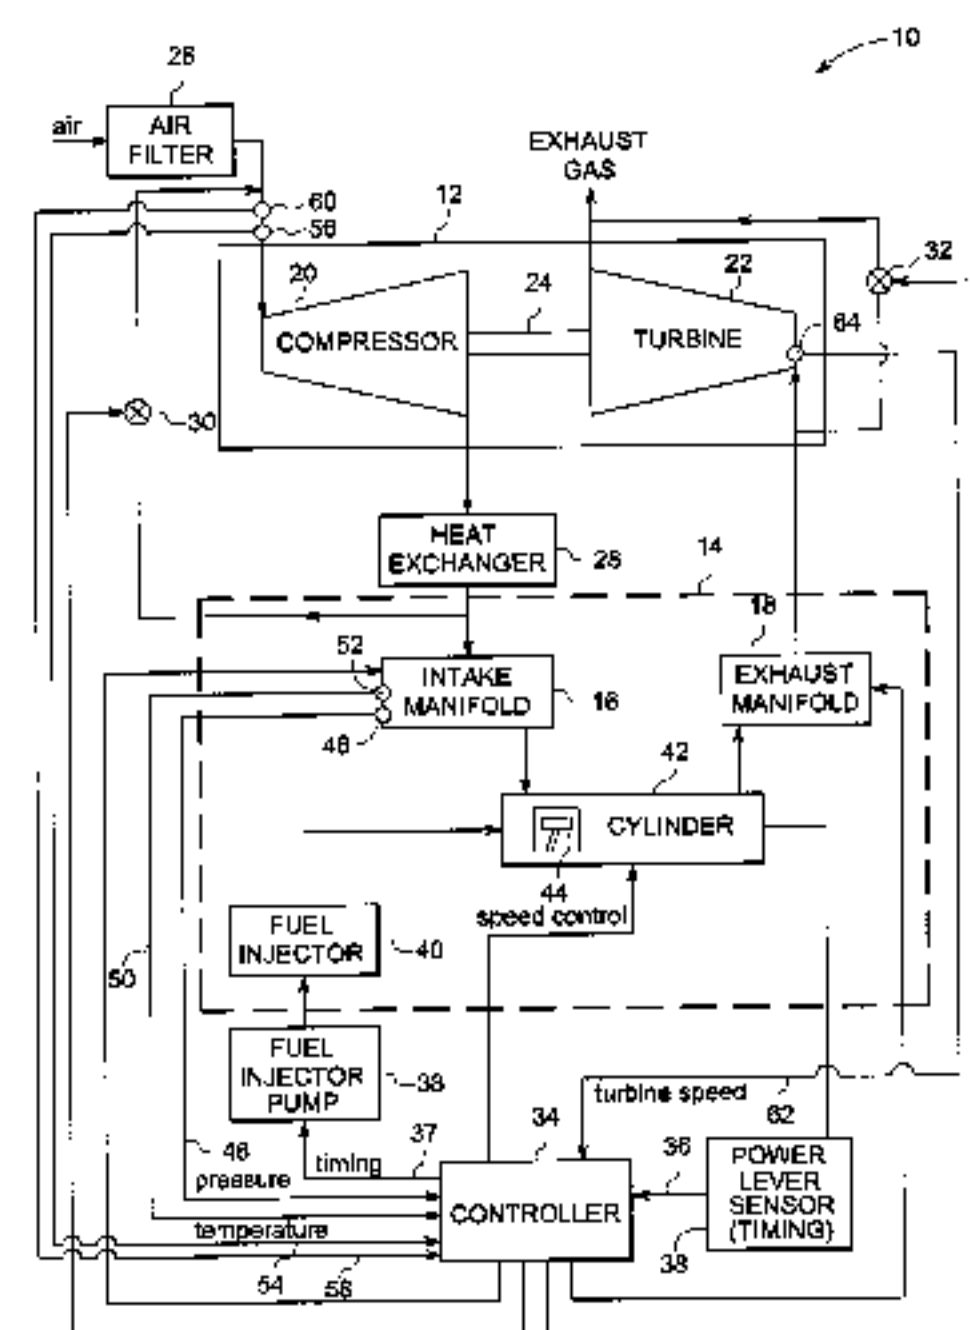 10
26
air
AIR
FILTER
EXHAUST
GAS
60
56
12
32
20
24
22
64
COMPRESSOR
TURBINE
30
HEAT
EXCHANGER
28
14
18
52
INTAKE
MANIFOLD
16
EXHAUST
MANIFOLD
48
42
CYLINDER
44
speed control
FUEL
INJECTOR
40
50
FUEL
INJECTOR
PUMP
38
turbine speed
62
46
pressure
timing
37
34
36
POWER
LEVER
SENSOR
(TIMING)
CONTROLLER
temperature
38
54
58